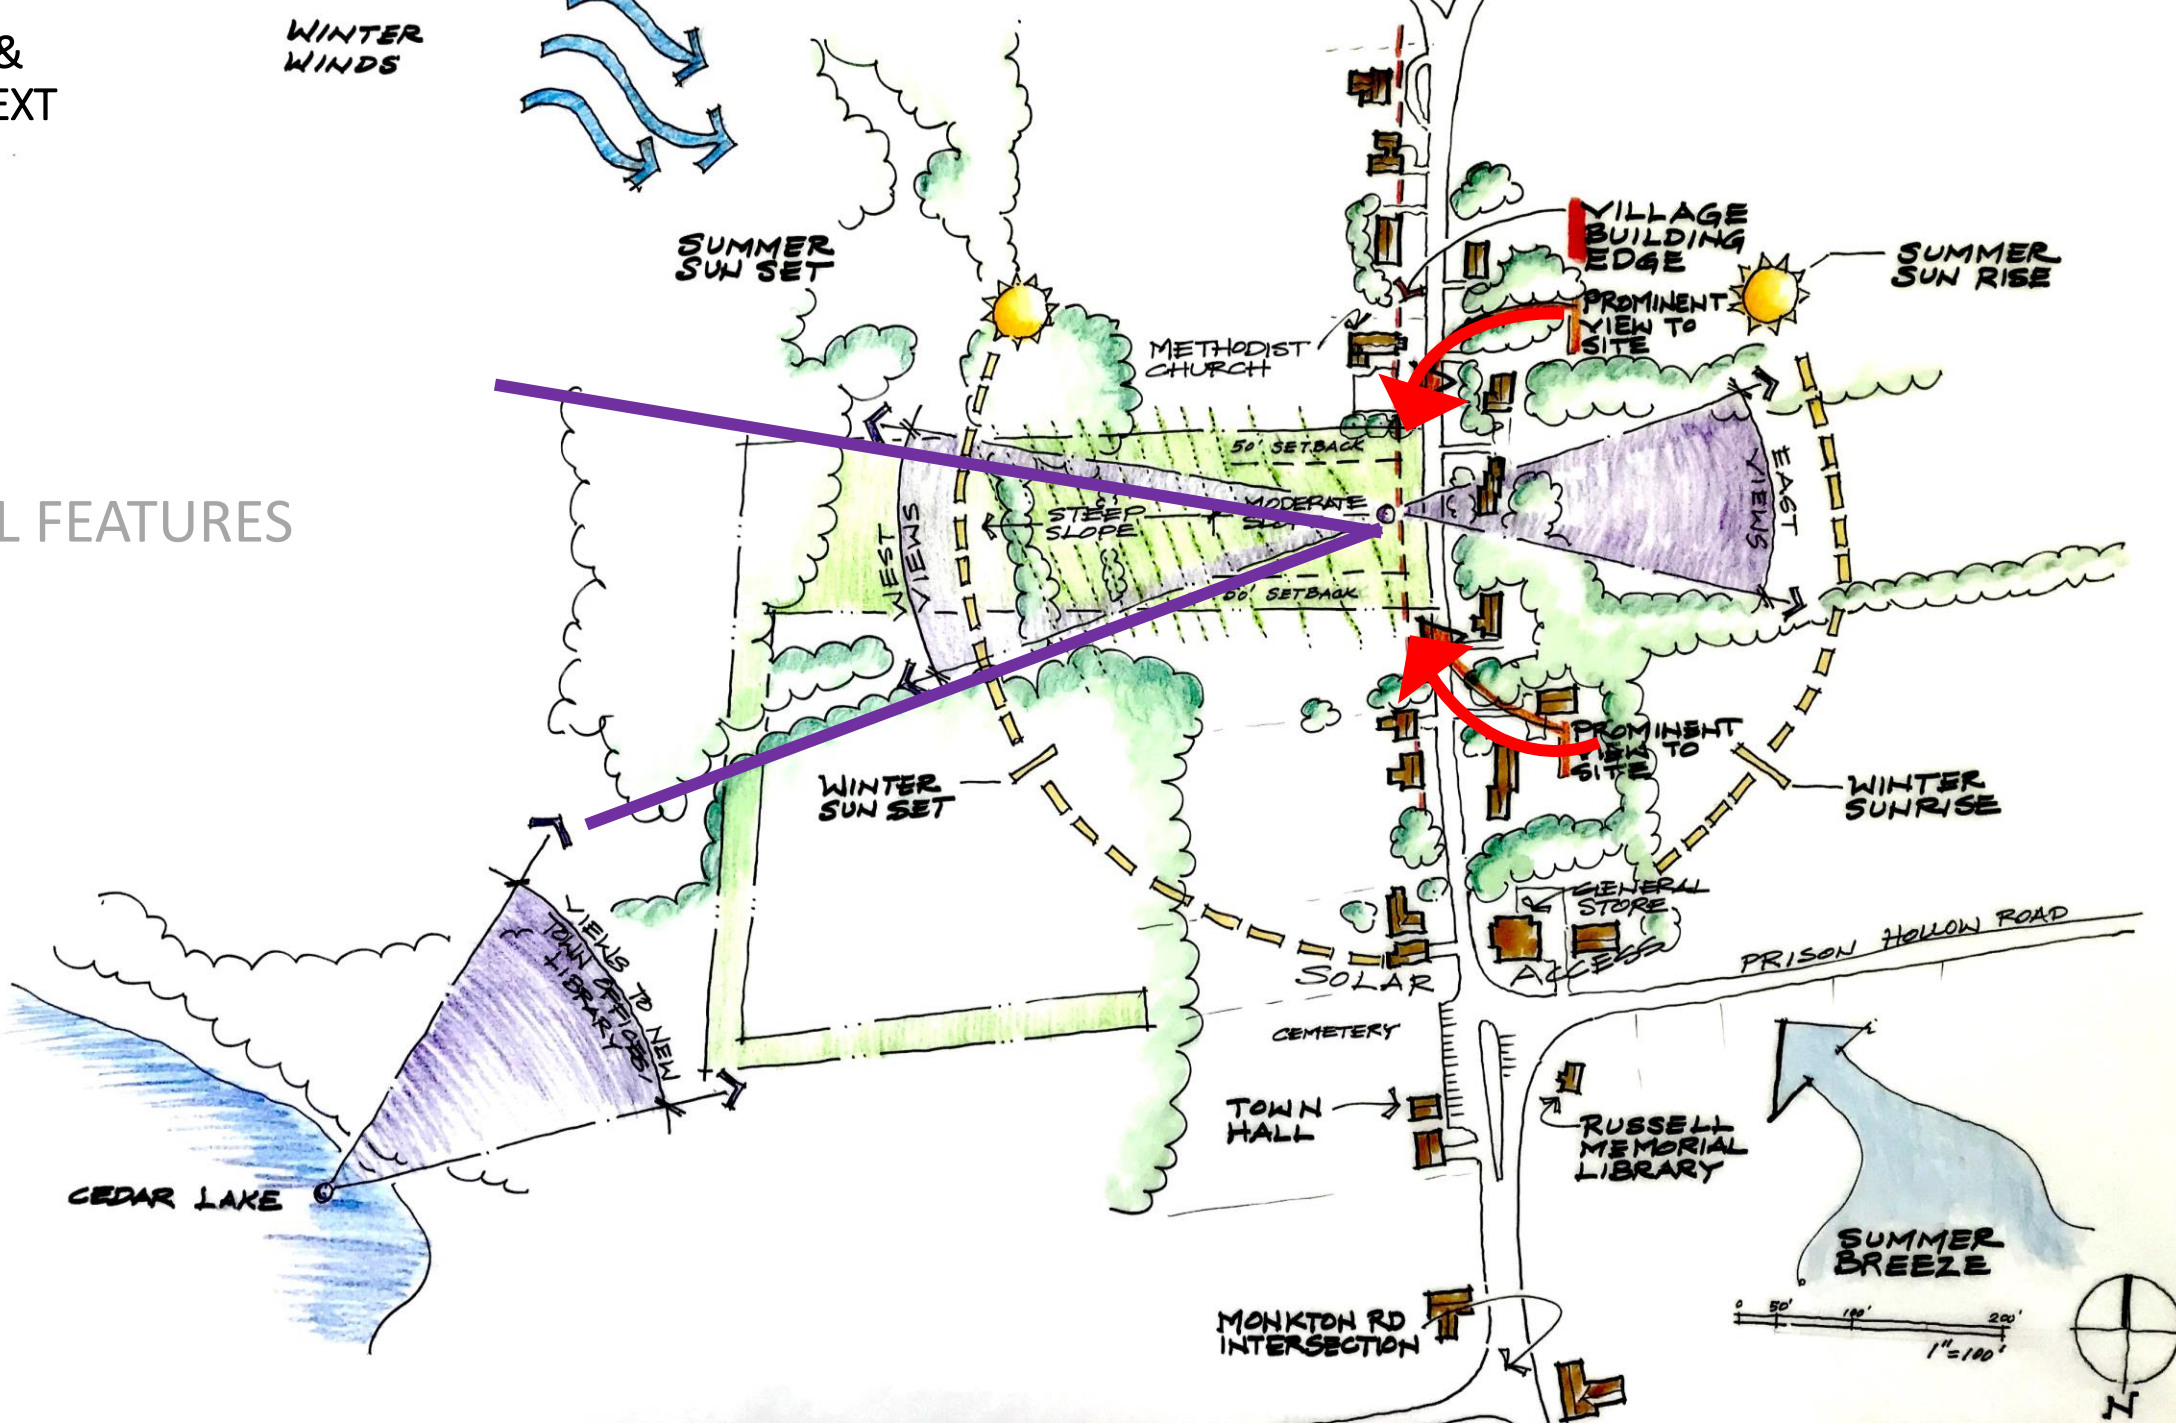 &
EXT
WINTER
WINDS
SUMMER
SUN SET
VILLAGE
BUILDING
EDGE
SUMMER
SUN RISE
PROMINENT
VIEW TO
SITE
METHODIST
CHURCH
50' SETBACK
L FEATURES
STEEP
SLOPE
MODERATE
WEST
VIEWS
EAST
VIEWS
50' SETBACK
PROMINENT
VIEW TO
SITE
WINTER
SUN SET
WINTER
SUNRISE
GENERAL
STORE
VIEWS TO NEW
TOWN OFFICES/
LIBRARY
SOLAR ACCESS
PRISON HOLLOW ROAD
CEMETERY
TOWN
HALL
RUSSELL
MEMORIAL
LIBRARY
CEDAR LAKE
SUMMER
BREEZE
MONKTON RD
INTERSECTION
0 50' 100' 200'
1"=100'
N